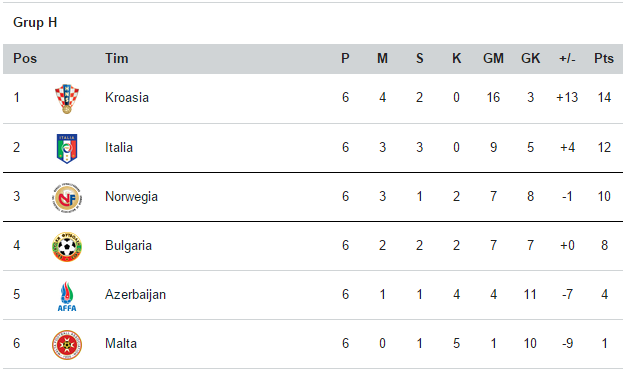 Grup H
Pos Tim P M S K GM GK +/- Pts
1 Kroasia 6 4 2 0 16 3 +13 14
ITALIA
2 Italia 6 3 3 0 9 5 +4 12
3 Norwegia 6 3 1 2 7 8 -1 10
4 Bulgaria 6 2 2 2 7 7 +0 8
5 Azerbaijan 6 1 1 4 4 11 -7 4
AFFA
6 Malta 6 0 1 5 1 10 -9 1